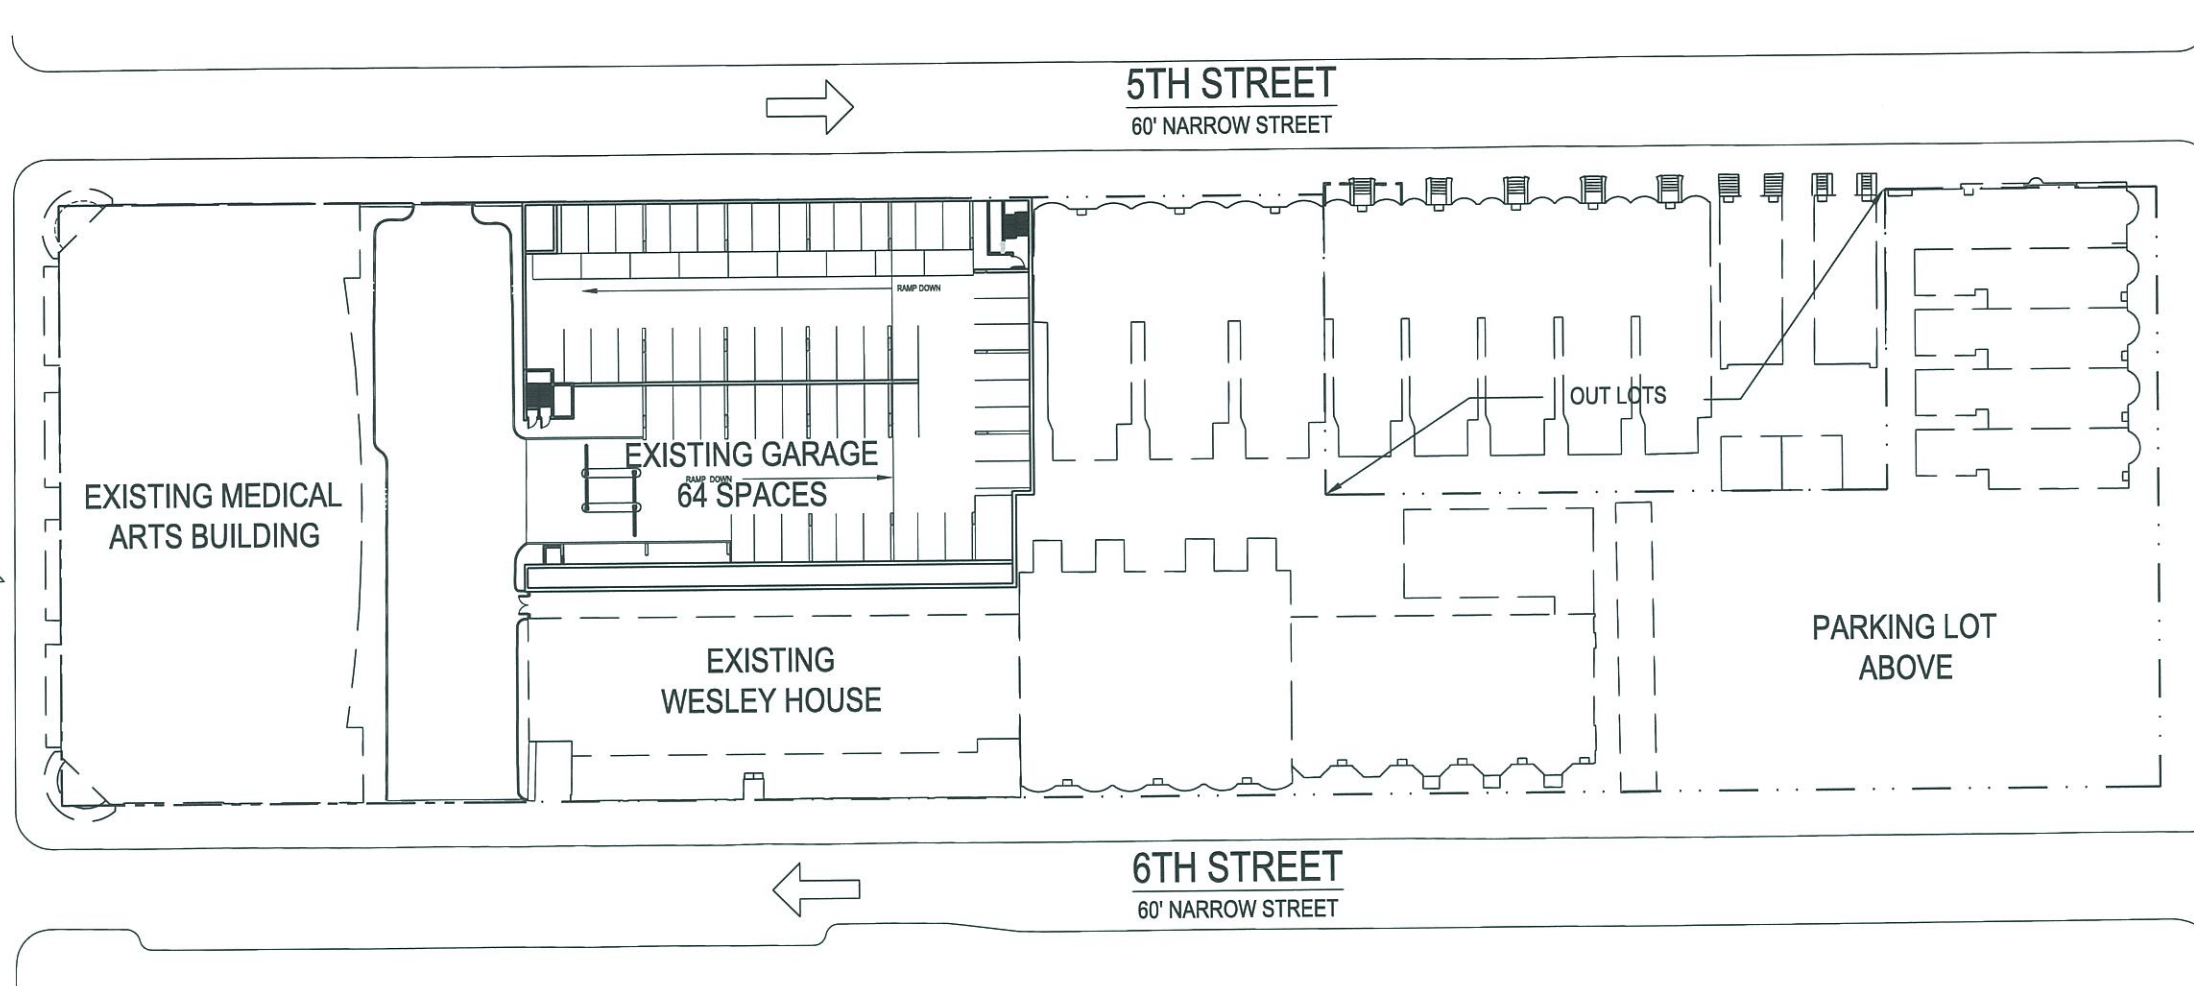 5TH STREET
60' NARROW STREET
RAMP DOWN
OUT LOTS
EXISTING GARAGE
RAMP DOWN
64 SPACES
EXISTING MEDICAL
ARTS BUILDING
PARKING LOT
ABOVE
EXISTING
WESLEY HOUSE
6TH STREET
60' NARROW STREET